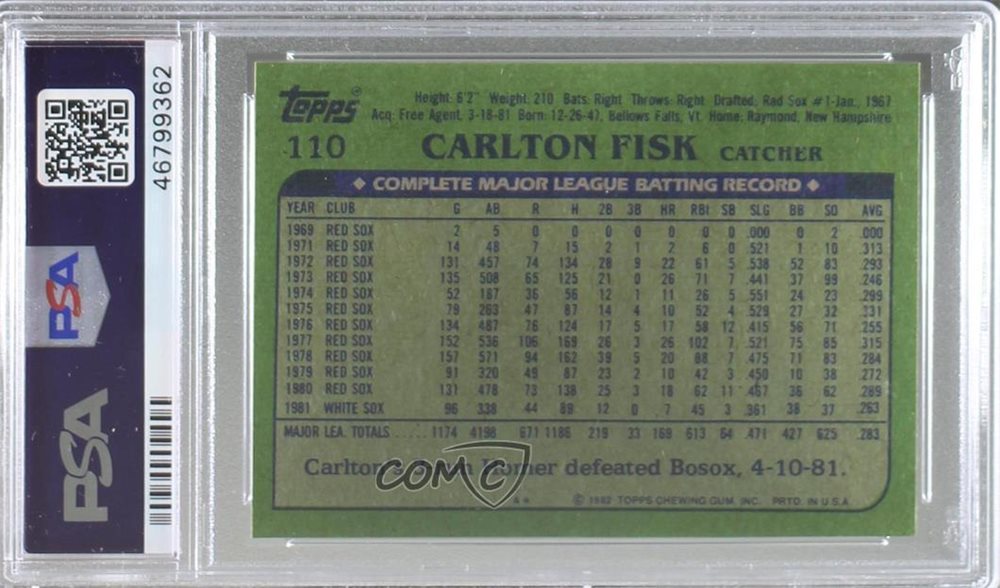 46799362
PSA
PSA
topps ®
Height: 6'2" Weight: 210 Bats: Right Throws: Right Drafted, Red Sox #1-Jan., 1967
Acq. Free Agent, 3-18-81 Born: 12-26-47, Bellows Falls, Vt. Home: Raymond, New Hampshire
110 CARLTON FISK CATCHER
COMPLETE MAJOR LEAGUE BATTING RECORD
YEAR CLUB G AB R H 2B 3B HR RBI SB SLG BB SO AVG
1969 RED SOX 2 5 0 0 0 0 0 0 0 .000 0 2 .000
1971 RED SOX 14 48 7 15 2 1 2 6 0 .521 1 10 .313
1972 RED SOX 131 457 74 134 28 9 22 61 5 .538 52 83 .293
1973 RED SOX 135 508 65 125 21 0 26 71 7 .441 37 99 .246
1974 RED SOX 52 187 36 56 12 1 11 26 5 .551 24 23 .299
1975 RED SOX 79 263 47 87 14 4 10 52 4 .529 27 32 .331
1976 RED SOX 134 487 76 124 17 5 17 58 12 .415 56 71 .255
1977 RED SOX 152 536 106 169 26 3 26 102 7 .521 75 85 .315
1978 RED SOX 157 571 94 162 39 5 20 88 7 .475 71 83 .284
1979 RED SOX 91 320 49 87 23 2 10 42 3 .450 10 38 .272
1980 RED SOX 131 478 73 138 25 3 18 62 11 .467 36 62 .289
1981 WHITE SOX 96 338 44 89 12 0 7 45 3 .361 38 37 .263
MAJOR LEA. TOTALS ..... 1174 4198 671 1186 219 33 169 613 64 .471 427 625 .283
Homer defeated Bosox, 4-10-81.
COMC
© 1982 TOPPS CHEWING GUM, INC. PRTD. IN U.S.A.